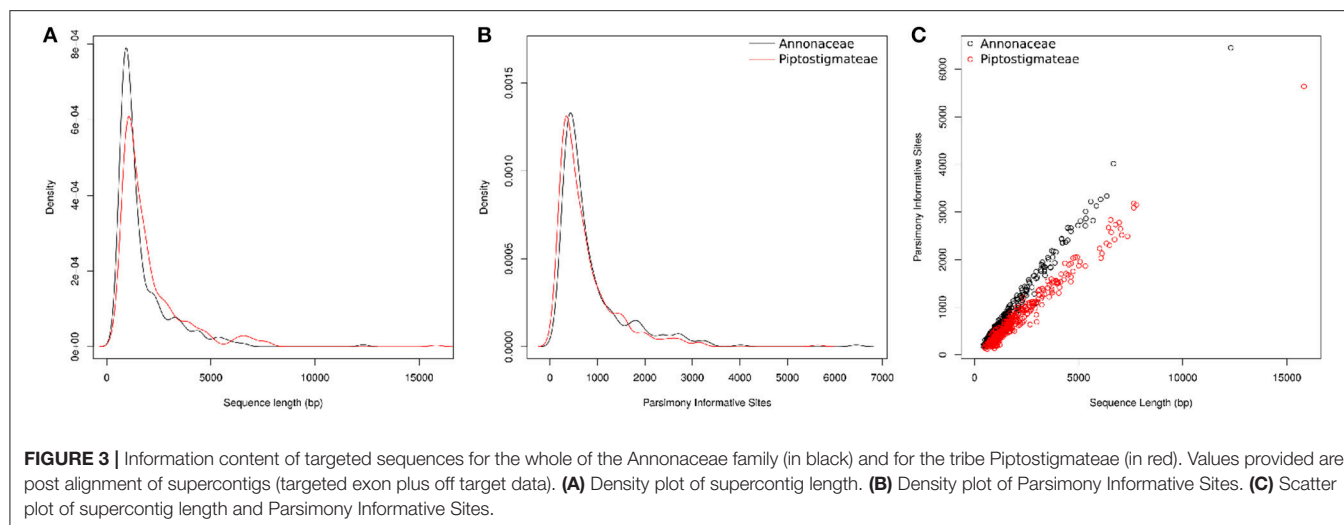 A
8e−04
6e−04
4e−04
2e−04
0e+00
Density
0
5000
10000
15000
Sequence length (bp)
B
Annonaceae
Piptostigmateae
0.0015
0.0010
0.0005
0.0000
Density
0
1000
2000
3000
4000
5000
6000
7000
Parsimony Informative Sites
C
Annonaceae
Piptostigmateae
6000
5000
4000
3000
2000
1000
0
Parsimony Informative Sites
0
5000
10000
15000
Sequence Length (bp)
FIGURE 3 | Information content of targeted sequences for the whole of the Annonaceae family (in black) and for the tribe Piptostigmateae (in red). Values provided are
post alignment of supercontigs (targeted exon plus off target data). (A) Density plot of supercontig length. (B) Density plot of Parsimony Informative Sites. (C) Scatter
plot of supercontig length and Parsimony Informative Sites.